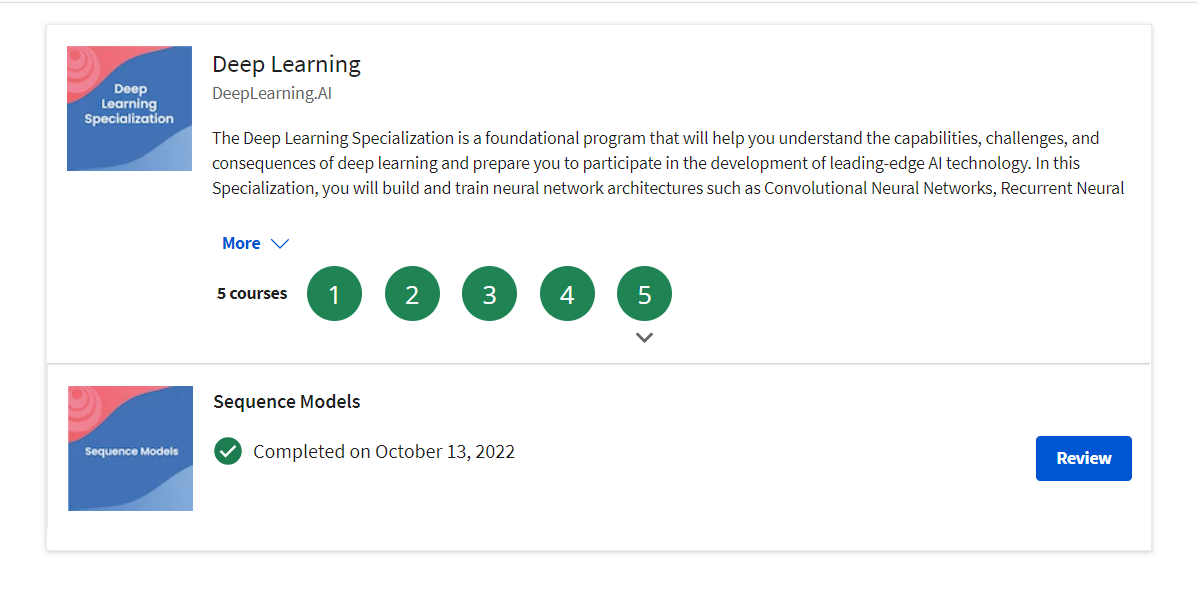 Deep
Learning
Specialization
Deep Learning
DeepLearning.AI
The Deep Learning Specialization is a foundational program that will help you understand the capabilities, challenges, and
consequences of deep learning and prepare you to participate in the development of leading-edge AI technology. In this
Specialization, you will build and train neural network architectures such as Convolutional Neural Networks, Recurrent Neural
More
5 courses 1 2 3 4 5
Sequence Models
Sequence Models
Completed on October 13, 2022
Review